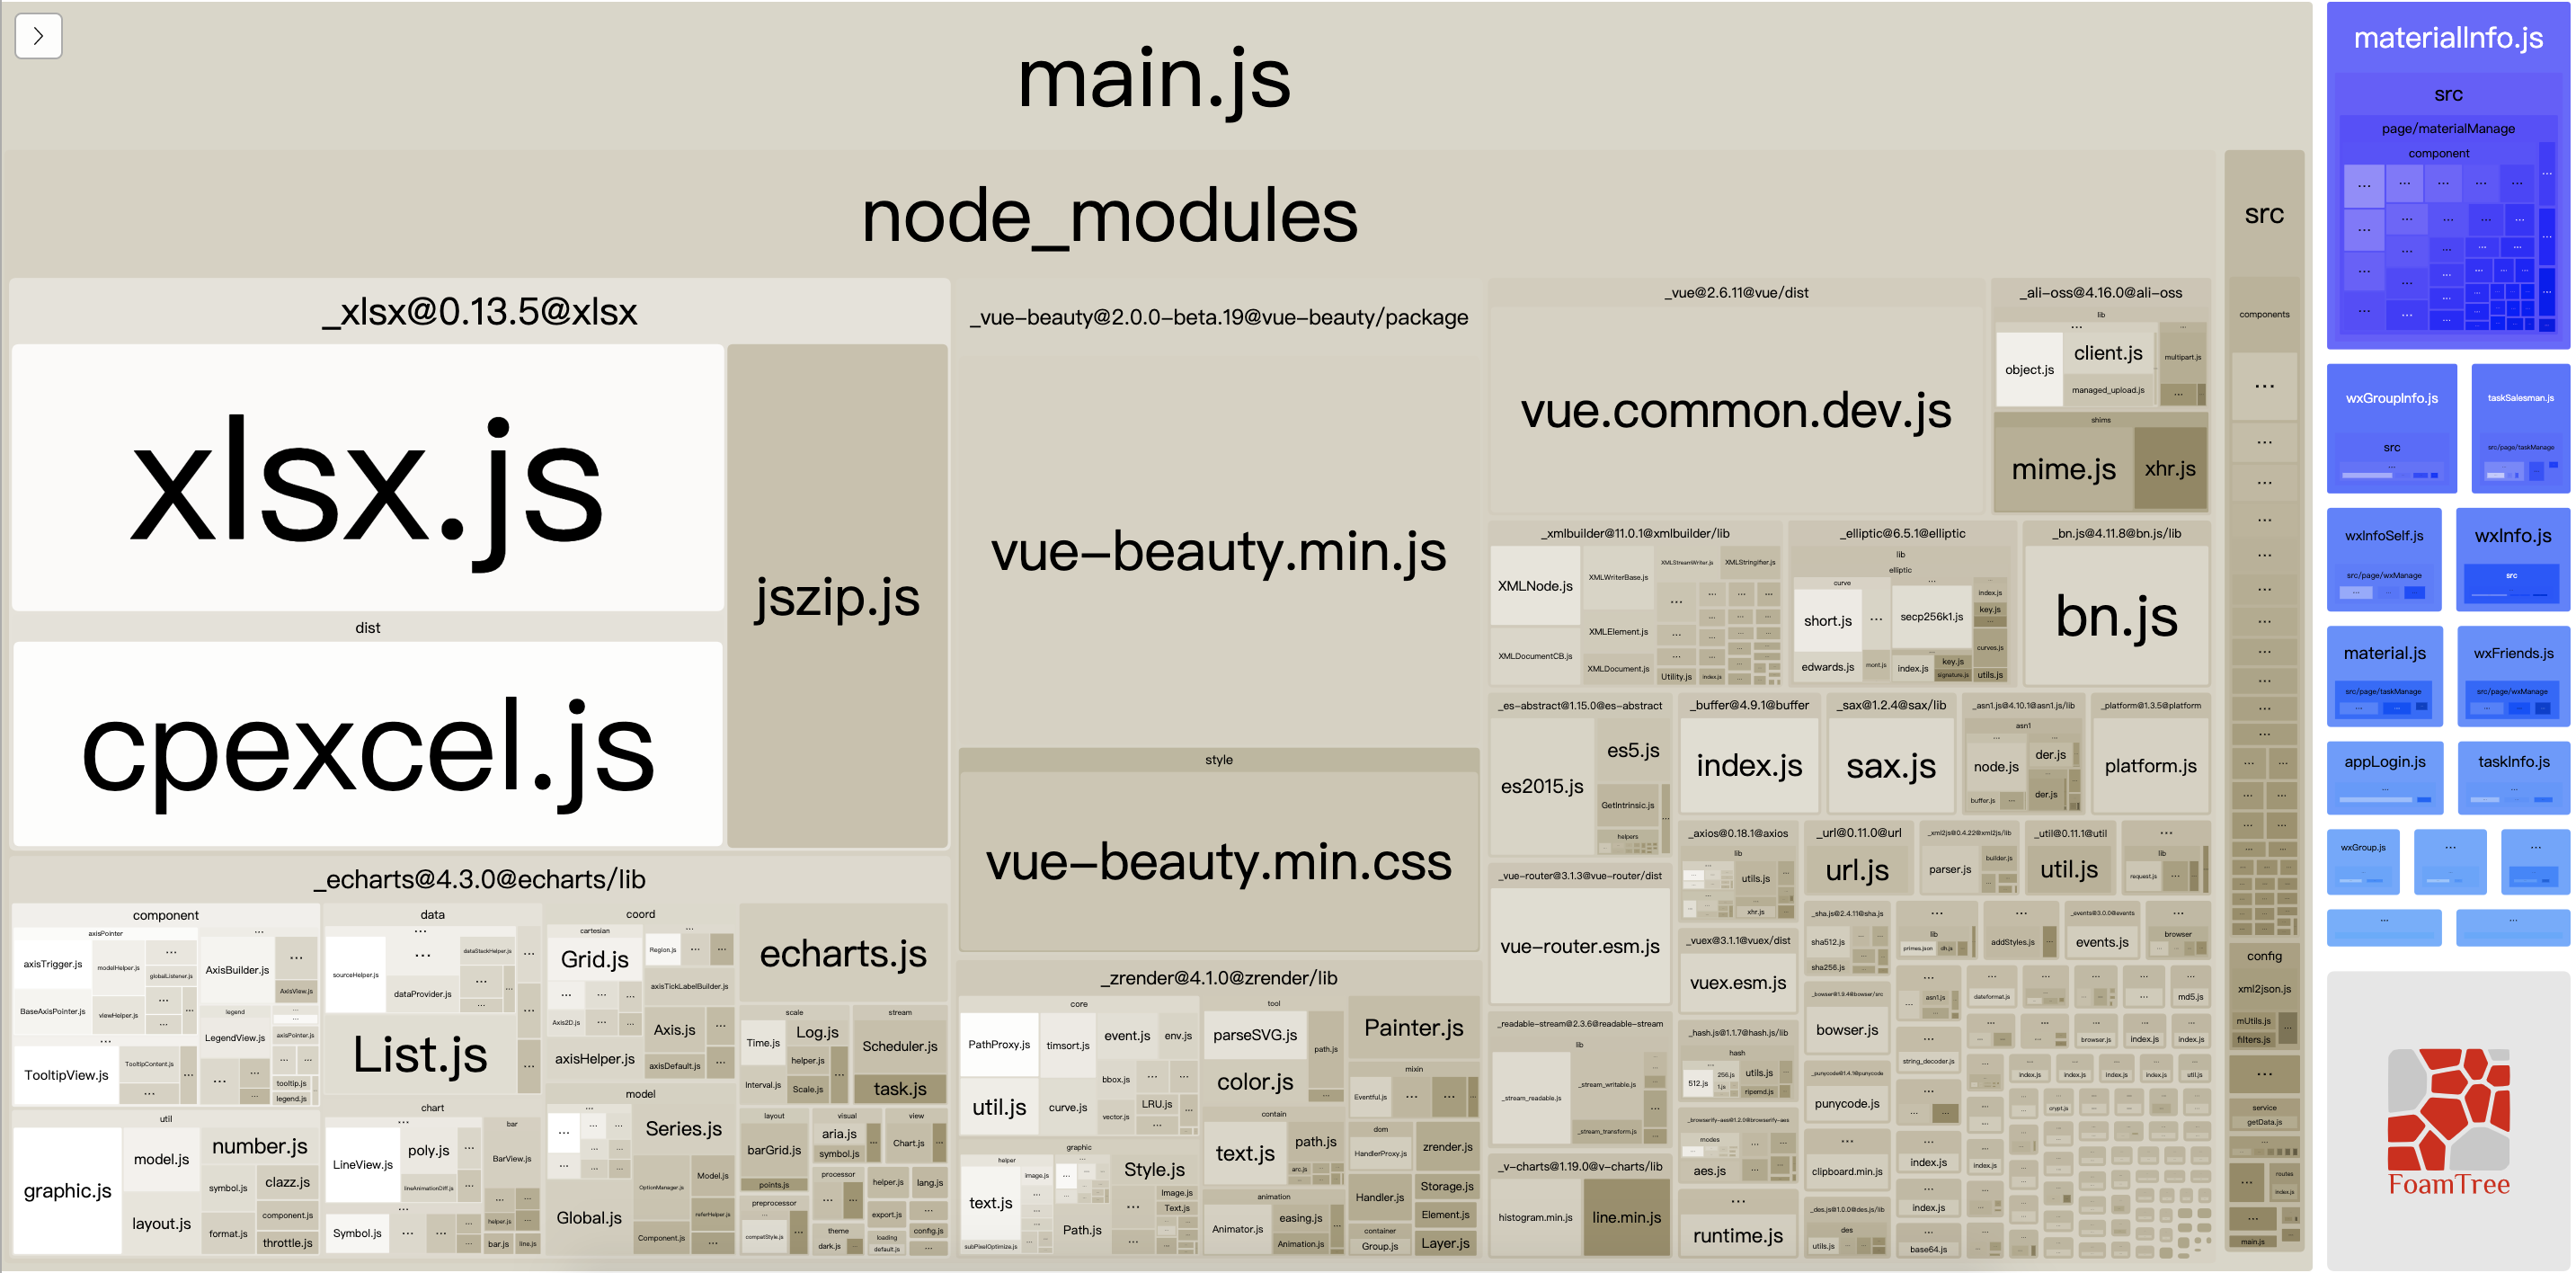 main.js
node_modules
_xlsx@0.13.5@xlsx
xlsx.js
dist
cpexcel.js
jszip.js
_echarts@4.3.0@echarts/lib
component
axisPointer
axisTrigger.js
modelHelper.js
globalListener.js
BaseAxisPointer.js
viewHelper.js
AxisBuilder.js
AxisView.js
legend
LegendView.js
axisPointer.js
TooltipView.js
TooltipContent.js
tooltip.js
legend.js
util
graphic.js
model.js
layout.js
number.js
symbol.js
clazz.js
format.js
component.js
throttle.js
data
sourceHelper.js
dataStackHelper.js
dataProvider.js
List.js
chart
LineView.js
poly.js
lineAnimationDiff.js
Symbol.js
bar
BarView.js
helper.js
bar.js
line.js
coord
cartesian
Grid.js
Region.js
axisTickLabelBuilder.js
Axis2D.js
Axis.js
axisHelper.js
axisDefault.js
model
Series.js
OptionManager.js
Model.js
referHelper.js
Global.js
Component.js
echarts.js
scale
Time.js
Log.js
helper.js
Interval.js
Scale.js
stream
Scheduler.js
task.js
layout
barGrid.js
points.js
visual
aria.js
symbol.js
view
Chart.js
processor
helper.js
lang.js
preprocessor
compatStyle.js
export.js
theme
dark.js
loading
default.js
config.js
_vue-beauty@2.0.0-beta.19@vue-beauty/package
vue-beauty.min.js
style
vue-beauty.min.css
_zrender@4.1.0@zrender/lib
core
PathProxy.js
timsort.js
event.js
env.js
bbox.js
util.js
curve.js
vector.js
LRU.js
graphic
helper
text.js
subPixelOptimize.js
Image.js
Style.js
Path.js
Image.js
Text.js
tool
parseSVG.js
path.js
color.js
contain
text.js
path.js
arc.js
animation
Animator.js
easing.js
Animation.js
Painter.js
mixin
Eventful.js
dom
HandlerProxy.js
zrender.js
Handler.js
Storage.js
Element.js
container
Group.js
Layer.js
_vue@2.6.11@vue/dist
vue.common.dev.js
_ali-oss@4.16.0@ali-oss
lib
object.js
client.js
managed_upload.js
multipart.js
shims
mime.js
xhr.js
_xmlbuilder@11.0.1@xmlbuilder/lib
XMLNode.js
XMLWriterBase.js
XMLStreamWriter.js
XMLStringifier.js
XMLElement.js
XMLDocumentCB.js
XMLDocument.js
Utility.js
index.js
_elliptic@6.5.1@elliptic
lib
elliptic
curve
short.js
edwards.js
mont.js
secp256k1.js
index.js
key.js
signature.js
index.js
key.js
curves.js
utils.js
_bn.js@4.11.8@bn.js/lib
bn.js
_es-abstract@1.15.0@es-abstract
es2015.js
es5.js
GetIntrinsic.js
helpers
_buffer@4.9.1@buffer
index.js
_sax@1.2.4@sax/lib
sax.js
_asn1.js@4.10.1@asn1.js/lib
asn1
node.js
buffer.js
der.js
der.js
_platform@1.3.5@platform
platform.js
_axios@0.18.1@axios
lib
utils.js
xhr.js
_url@0.11.0@url
url.js
_xml2js@0.4.22@xml2js/lib
parser.js
builder.js
_util@0.11.1@util
util.js
lib
request.js
_vue-router@3.1.3@vue-router/dist
vue-router.esm.js
_vuex@3.1.1@vuex/dist
vuex.esm.js
_sha.js@2.4.11@sha.js
sha512.js
sha256.js
lib
primes.json
dh.js
addStyles.js
_events@3.0.0@events
events.js
browser
_readable-stream@2.3.6@readable-stream
lib
_stream_readable.js
_stream_writable.js
_stream_transform.js
_hash.js@1.1.7@hash.js/lib
hash
512.js
256.js
1.js
utils.js
ripemd.js
_bowser@1.9.4@bowser/src
bowser.js
asn1.js
dateformat.js
md5.js
browser.js
index.js
index.js
string_decoder.js
index.js
index.js
index.js
index.js
util.js
_browserify-aes@1.2.0@browserify-aes
modes
aes.js
_punycode@1.4.1@punycode
punycode.js
crypt.js
_v-charts@1.19.0@v-charts/lib
histogram.min.js
line.min.js
runtime.js
clipboard.min.js
index.js
index.js
_des.js@1.0.0@des.js/lib
des
utils.js
index.js
base64.js
src
components
config
xml2json.js
mUtils.js
filters.js
service
getData.js
routes
index.js
main.js
materialInfo.js
src
page/materialManage
component
wxGroupInfo.js
src
taskSalesman.js
src/page/taskManage
wxInfoSelf.js
src/page/wxManage
wxInfo.js
src
material.js
src/page/taskManage
wxFriends.js
src/page/wxManage
appLogin.js
taskInfo.js
wxGroup.js
FoamTree